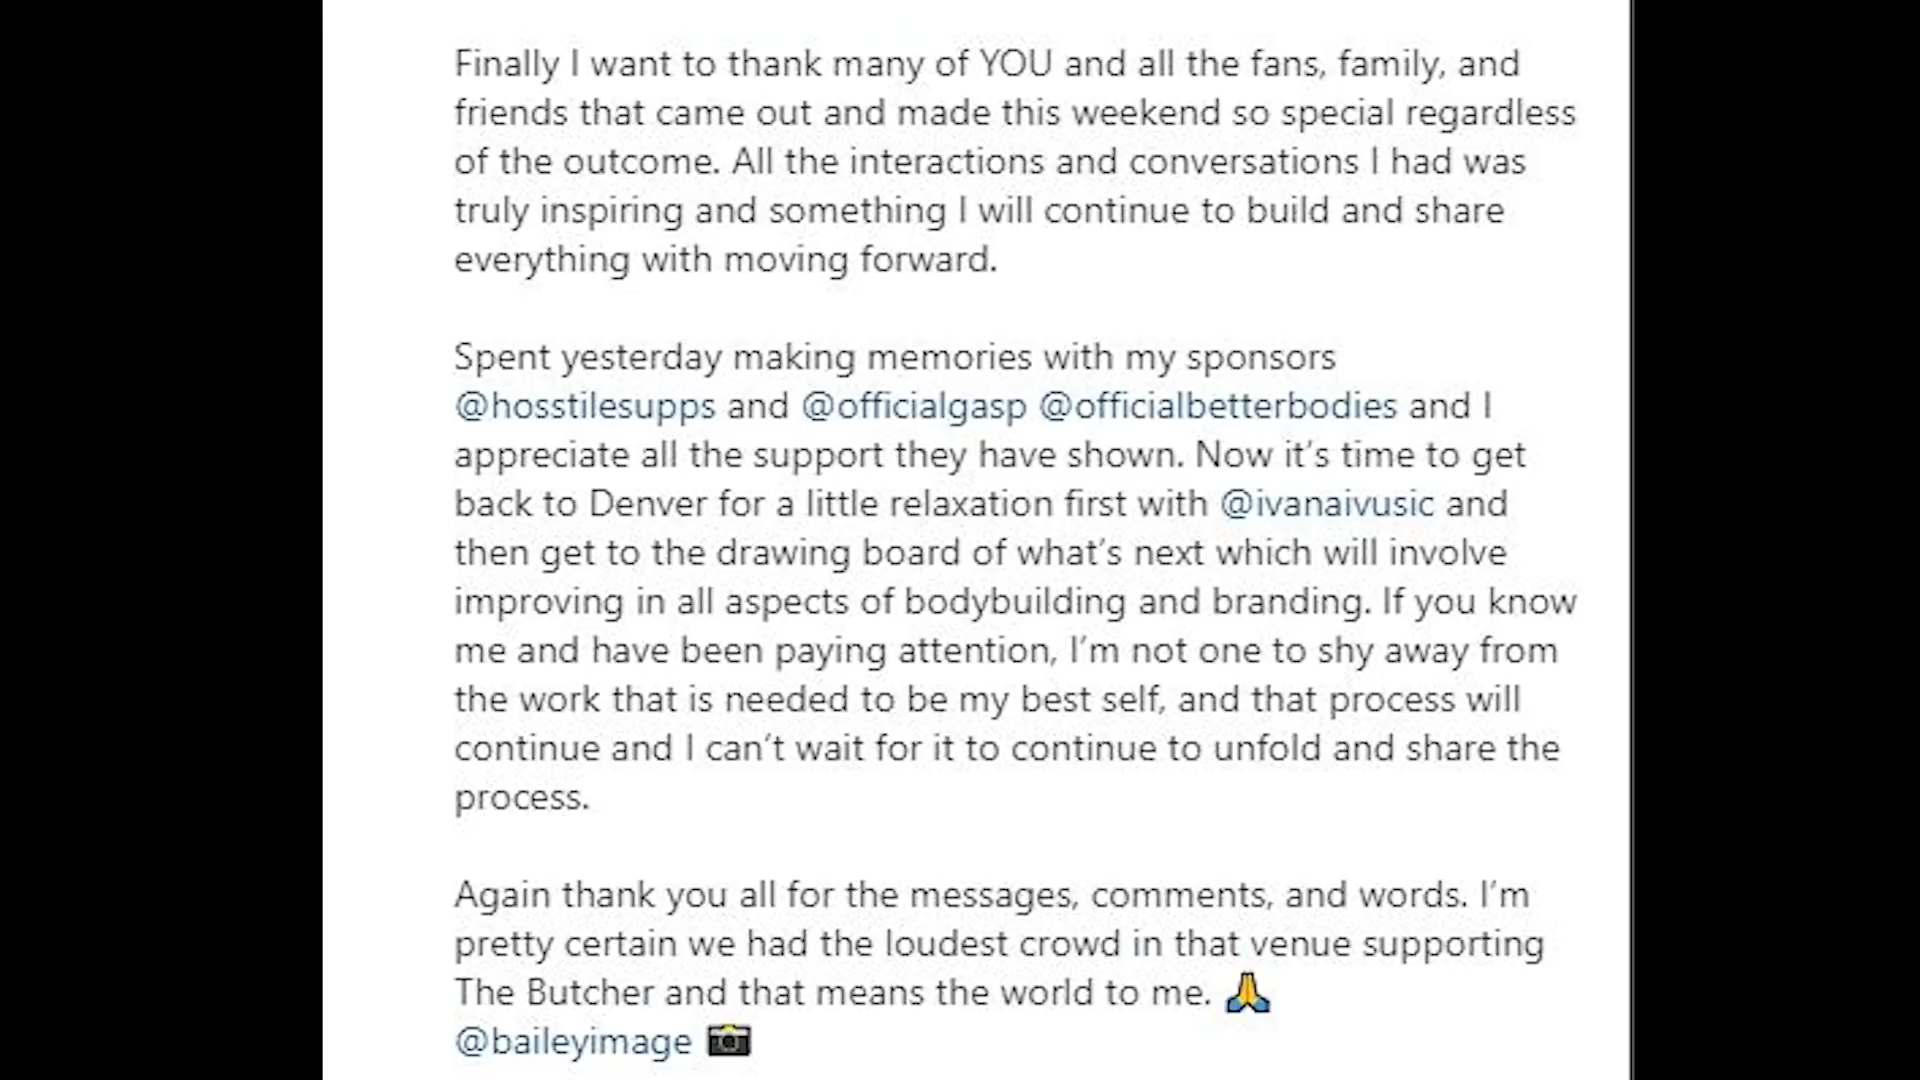 Finally I want to thank many of YOU and all the fans, family, and
friends that came out and made this weekend so special regardless
of the outcome. All the interactions and conversations I had was
truly inspiring and something I will continue to build and share
everything with moving forward.
Spent yesterday making memories with my sponsors
@hosstilesupps and @officialgasp @officialbetterbodies and I
appreciate all the support they have shown. Now it’s time to get
back to Denver for a little relaxation first with @ivanaivusic and
then get to the drawing board of what’s next which will involve
improving in all aspects of bodybuilding and branding. If you know
me and have been paying attention, I’m not one to shy away from
the work that is needed to be my best self, and that process will
continue and I can’t wait for it to continue to unfold and share the
process.
Again thank you all for the messages, comments, and words. I’m
pretty certain we had the loudest crowd in that venue supporting
The Butcher and that means the world to me. 🙏
@baileyimage 📷